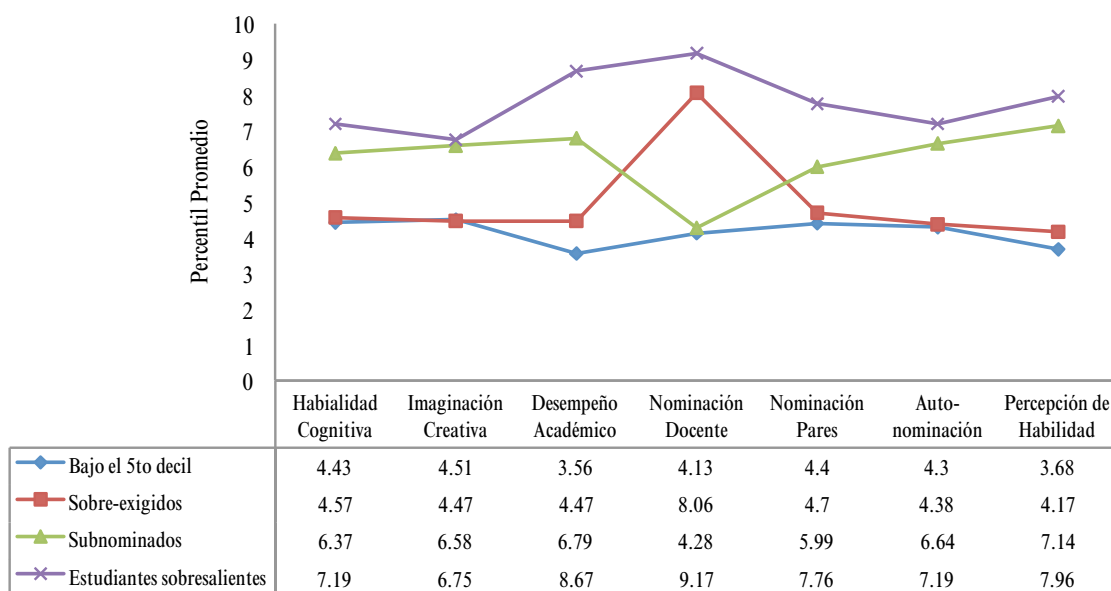 10
9
8
7
6
5
4
3
2
1
0
Percentil Promedio
Habialidad Cognitiva
Imaginación Creativa
Desempeño Académico
Nominación Docente
Nominación Pares
Auto-nominación
Percepción de Habilidad
Bajo el 5to decil 4.43 4.51 3.56 4.13 4.4 4.3 3.68
Sobre-exigidos 4.57 4.47 4.47 8.06 4.7 4.38 4.17
Subnominados 6.37 6.58 6.79 4.28 5.99 6.64 7.14
Estudiantes sobresalientes 7.19 6.75 8.67 9.17 7.76 7.19 7.96